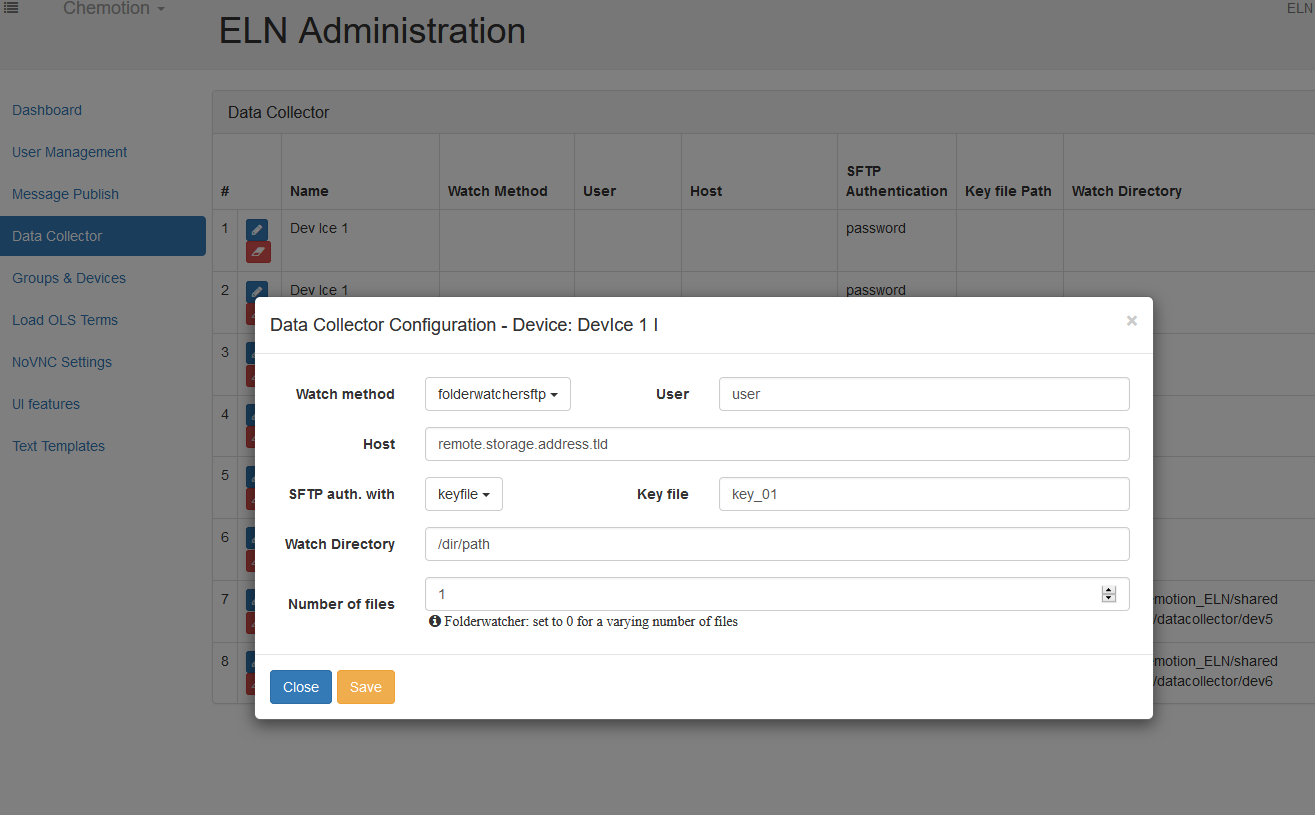 Chemotion
ELN
ELN Administration
Dashboard
User Management
Message Publish
Data Collector
Groups & Devices
Load OLS Terms
NoVNC Settings
UI features
Text Templates
Data Collector
# Name Watch Method User Host SFTP Authentication Key file Path Watch Directory
1 Dev Ice 1 password
2 Dev Ice 1 password
3
4
5
6
7 emotion_ELN/shared
/datacollector/dev5
8 emotion_ELN/shared
/datacollector/dev6
Data Collector Configuration - Device: DevIce 1 I
×
Watch method folderwatchersftp User user
Host remote.storage.address.tld
SFTP auth. with keyfile Key file key_01
Watch Directory /dir/path
Number of files 1
Folderwatcher: set to 0 for a varying number of files
Close Save